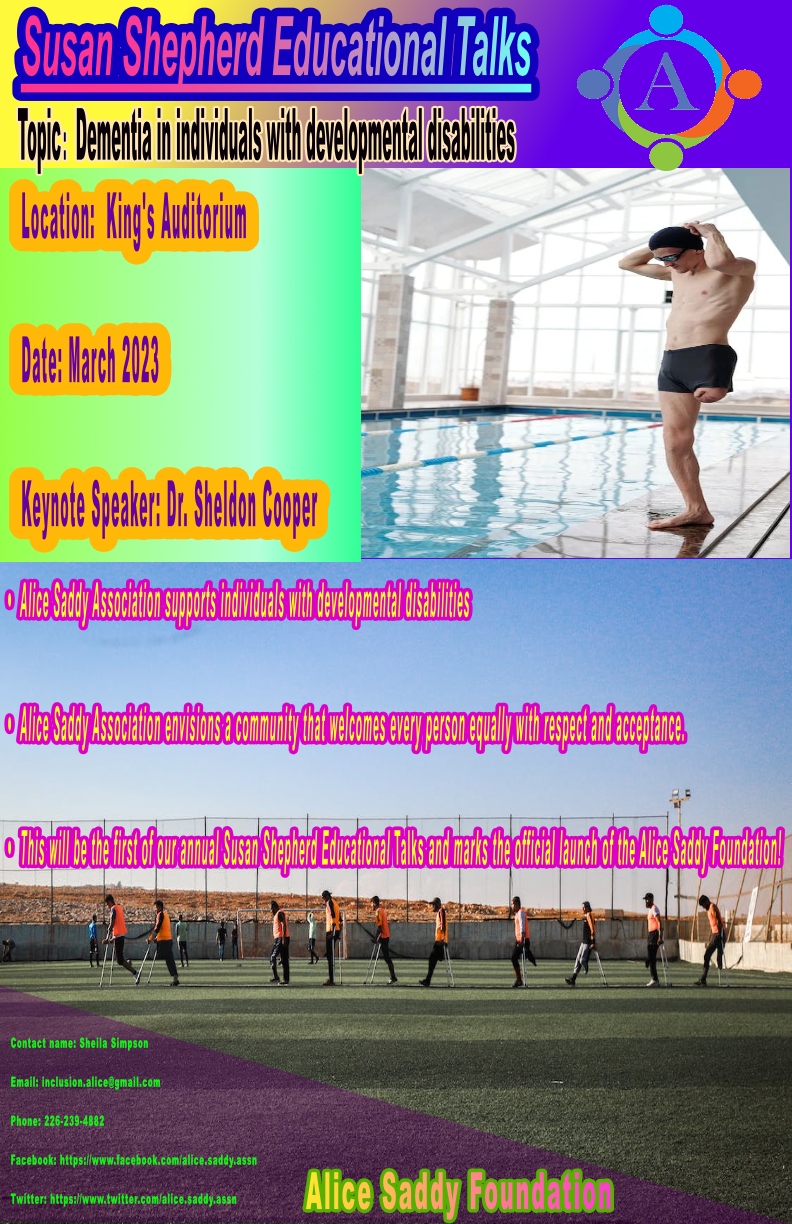 Susan Shepherd Educational Talks
A
Topic: Dementia in individuals with developmental disabilities
Location: King's Auditorium
Date: March 2023
Keynote Speaker: Dr. Sheldon Cooper
• Alice Saddy Association supports individuals with developmental disabilities
• Alice Saddy Association envisions a community that welcomes every person equally with respect and acceptance.
• This will be the first of our annual Susan Shepherd Educational Talks and marks the official launch of the Alice Saddy Foundation!
Contact name: Sheila Simpson
Email: inclusion.alice@gmail.com
Phone: 226-239-4882
Facebook: https://www.facebook.com/alice.saddy.assn
Twitter: https://www.twitter.com/alice.saddy.assn
Alice Saddy Foundation